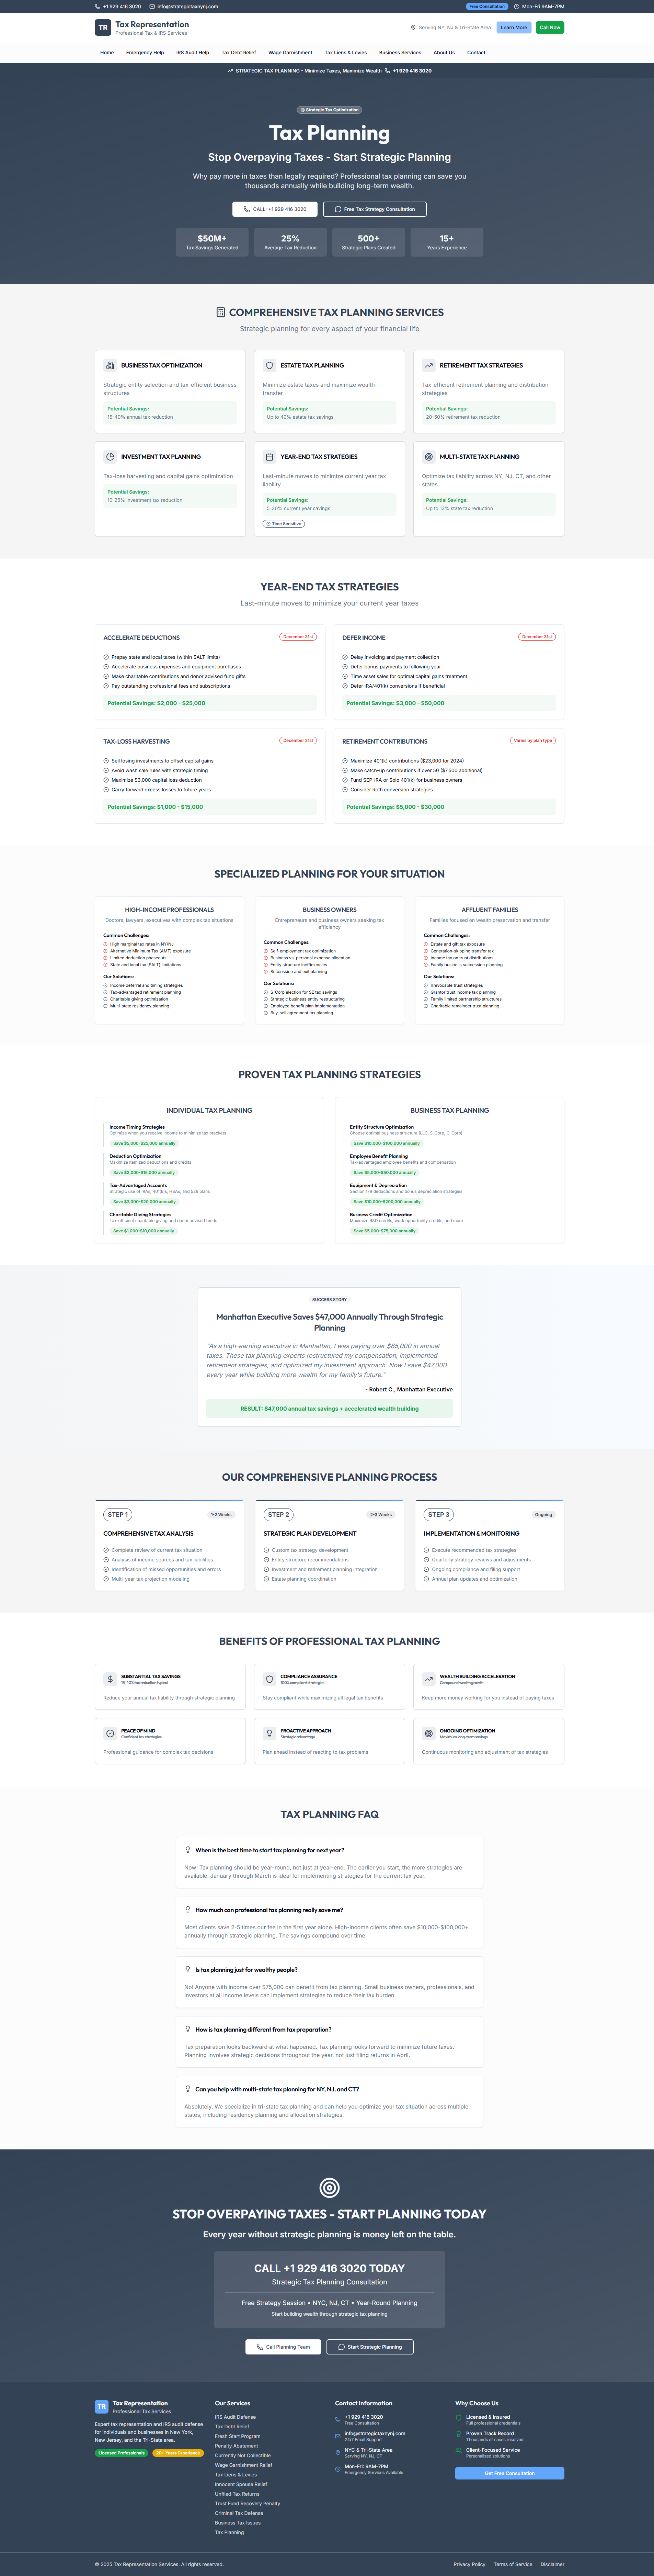 +1 929 416 3020 info@strategictaxnynj.com Free Consultation Mon-Fri 8AM-7PM
TR Tax Representation
Professional Tax & IRS Services
Serving NY, NJ & Tri-State Area Learn More Call Now
Home Emergency Help IRS Audit Help Tax Debt Relief Wage Garnishment Tax Liens & Levies Business Services About Us Contact
STRATEGIC TAX PLANNING - Minimize Taxes, Maximize Wealth +1 929 416 3020
Strategic Tax Optimization
Tax Planning
Stop Overpaying Taxes - Start Strategic Planning
Why pay more in taxes than legally required? Professional tax planning can save you
thousands annually while building long-term wealth.
CALL: +1 929 416 3020 Free Tax Strategy Consultation
$50M+ 25% 500+ 15+
Tax Savings Generated Average Tax Reduction Strategic Plans Created Years Experience
COMPREHENSIVE TAX PLANNING SERVICES
Strategic planning for every aspect of your financial life
BUSINESS TAX OPTIMIZATION
Strategic entity selection and tax-efficient business
structures
Potential Savings:
15-40% annual tax reduction
ESTATE TAX PLANNING
Minimize estate taxes and maximize wealth
transfer
Potential Savings:
Up to 40% estate tax savings
RETIREMENT TAX STRATEGIES
Tax-efficient retirement planning and distribution
strategies
Potential Savings:
20-50% retirement tax reduction
INVESTMENT TAX PLANNING
Tax-loss harvesting and capital gains optimization
Potential Savings:
10-25% investment tax reduction
YEAR-END TAX STRATEGIES
Last-minute moves to minimize current year tax
liability
Potential Savings:
5-30% current year savings
Time Sensitive
MULTI-STATE TAX PLANNING
Optimize tax liability across NY, NJ, CT, and other
states
Potential Savings:
Up to 13% state tax reduction
YEAR-END TAX STRATEGIES
Last-minute moves to minimize your current year taxes
ACCELERATE DEDUCTIONS December 31st
Prepay state and local taxes (within SALT limits)
Accelerate business expenses and equipment purchases
Make charitable contributions and donor advised fund gifts
Pay outstanding professional fees and subscriptions
Potential Savings: $2,000 - $25,000
DEFER INCOME December 31st
Delay invoicing and payment collection
Defer bonus payments to following year
Time asset sales for optimal capital gains treatment
Defer IRA/401(k) conversions if beneficial
Potential Savings: $3,000 - $50,000
TAX-LOSS HARVESTING December 31st
Sell losing investments to offset capital gains
Avoid wash sale rules with strategic timing
Maximize $3,000 capital loss deduction
Carry forward excess losses to future years
Potential Savings: $1,000 - $15,000
RETIREMENT CONTRIBUTIONS Varies by plan type
Maximize 401(k) contributions ($23,000 for 2024)
Make catch-up contributions if over 50 ($7,500 additional)
Fund SEP-IRA or Solo 401(k) for business owners
Consider Roth conversion strategies
Potential Savings: $5,000 - $30,000
SPECIALIZED PLANNING FOR YOUR SITUATION
HIGH-INCOME PROFESSIONALS
Doctors, lawyers, executives with complex tax situations
Common Challenges:
High marginal tax rates in NY/NJ
Alternative Minimum Tax (AMT) exposure
Limited deduction phaseouts
State and local tax (SALT) limitations
Our Solutions:
Income deferral and timing strategies
Tax-advantaged retirement planning
Charitable giving optimization
Multi-state residency planning
BUSINESS OWNERS
Entrepreneurs and business owners seeking tax
efficiency
Common Challenges:
Self-employment tax optimization
Business vs. personal expense allocation
Entity structure inefficiencies
Succession and exit planning
Our Solutions:
S-Corp election for SE tax savings
Strategic business entity restructuring
Employee benefit plan implementation
Buy-sell agreement tax planning
AFFLUENT FAMILIES
Families focused on wealth preservation and transfer
Common Challenges:
Estate and gift tax exposure
Generation-skipping transfer tax
Income tax on trust distributions
Family business succession planning
Our Solutions:
Irrevocable trust strategies
Grantor trust income tax planning
Family limited partnership structures
Charitable remainder trust planning
PROVEN TAX PLANNING STRATEGIES
INDIVIDUAL TAX PLANNING
Income Timing Strategies
Optimize when you receive income to minimize tax brackets
Save $5,000-$25,000 annually
Deduction Optimization
Maximize itemized deductions and credits
Save $2,000-$15,000 annually
Tax-Advantaged Accounts
Strategic use of IRAs, 401(k)s, HSAs, and 529 plans
Save $3,000-$20,000 annually
Charitable Giving Strategies
Tax-efficient charitable giving and donor advised funds
Save $1,000-$10,000 annually
BUSINESS TAX PLANNING
Entity Structure Optimization
Choose optimal business structure (LLC, S-Corp, C-Corp)
Save $10,000-$100,000 annually
Employee Benefit Planning
Tax-advantaged employee benefits and compensation
Save $5,000-$50,000 annually
Equipment & Depreciation
Section 179 deductions and bonus depreciation strategies
Save $10,000-$200,000 annually
Business Credit Optimization
Maximize R&D credits, work opportunity credits, and more
Save $5,000-$75,000 annually
SUCCESS STORY
Manhattan Executive Saves $47,000 Annually Through Strategic
Planning
"As a high-earning executive in Manhattan, I was paying over $85,000 in annual
taxes. These tax planning experts restructured my compensation, implemented
retirement strategies, and optimized my investment approach. Now I save $47,000
every year while building more wealth for my family's future."
- Robert C., Manhattan Executive
RESULT: $47,000 annual tax savings + accelerated wealth building
OUR COMPREHENSIVE PLANNING PROCESS
STEP 1 1-2 Weeks
COMPREHENSIVE TAX ANALYSIS
Complete review of current tax situation
Analysis of income sources and tax liabilities
Identification of missed opportunities and errors
Multi-year tax projection modeling
STEP 2 2-3 Weeks
STRATEGIC PLAN DEVELOPMENT
Custom tax strategy development
Entity structure recommendations
Investment and retirement planning integration
Estate planning coordination
STEP 3 Ongoing
IMPLEMENTATION & MONITORING
Execute recommended tax strategies
Quarterly strategy reviews and adjustments
Ongoing compliance and filing support
Annual plan updates and optimization
BENEFITS OF PROFESSIONAL TAX PLANNING
SUBSTANTIAL TAX SAVINGS
15-40% tax reduction typical
Reduce your annual tax liability through strategic planning
COMPLIANCE ASSURANCE
100% compliant strategies
Stay compliant while maximizing all legal tax benefits
WEALTH BUILDING ACCELERATION
Compound wealth growth
Keep more money working for you instead of paying taxes
PEACE OF MIND
Confident tax strategies
Professional guidance for complex tax decisions
PROACTIVE APPROACH
Strategic advantage
Plan ahead instead of reacting to tax problems
ONGOING OPTIMIZATION
Maximum long-term savings
Continuous monitoring and adjustment of tax strategies
TAX PLANNING FAQ
When is the best time to start tax planning for next year?
Now! Tax planning should be year-round, not just at year-end. The earlier you start, the more strategies are
available. January through March is ideal for implementing strategies for the current tax year.
How much can professional tax planning really save me?
Most clients save 2-5 times our fee in the first year alone. High-income clients often save $10,000-$100,000+
annually through strategic planning. The savings compound over time.
Is tax planning just for wealthy people?
No! Anyone with income over $75,000 can benefit from tax planning. Small business owners, professionals, and
investors at all income levels can implement strategies to reduce their tax burden.
How is tax planning different from tax preparation?
Tax preparation looks backward at what happened. Tax planning looks forward to minimize future taxes.
Planning involves strategic decisions throughout the year, not just filing returns in April.
Can you help with multi-state tax planning for NY, NJ, and CT?
Absolutely. We specialize in tri-state tax planning and can help you optimize your tax situation across multiple
states, including residency planning and allocation strategies.
STOP OVERPAYING TAXES - START PLANNING TODAY
Every year without strategic planning is money left on the table.
CALL +1 929 416 3020 TODAY
Strategic Tax Planning Consultation
Free Strategy Session • NYC, NJ, CT • Year-Round Planning
Start building wealth through strategic tax planning
Call Planning Team Start Strategic Planning
TR Tax Representation
Professional Tax Services
Expert tax representation and IRS audit defense
for individuals and businesses in New York,
New Jersey, and the Tri-State area.
Licensed Professionals 20+ Years Experience
Our Services
IRS Audit Defense
Tax Debt Relief
Fresh Start Program
Penalty Abatement
Currently Not Collectible
Wage Garnishment Relief
Tax Liens & Levies
Innocent Spouse Relief
Unfiled Tax Returns
Trust Fund Recovery Penalty
Criminal Tax Defense
Business Tax Issues
Tax Planning
Contact Information
+1 929 416 3020
Free Consultation
info@strategictaxnynj.com
24/7 Email Support
NYC & Tri-State Area
Serving NY, NJ, CT
Mon-Fri: 8AM-7PM
Emergency Services Available
Why Choose Us
Licensed & Insured
Full professional credentials
Proven Track Record
Thousands of cases resolved
Client-Focused Service
Personalized solutions
Get Free Consultation
© 2025 Tax Representation Services. All rights reserved. Privacy Policy Terms of Service Disclaimer